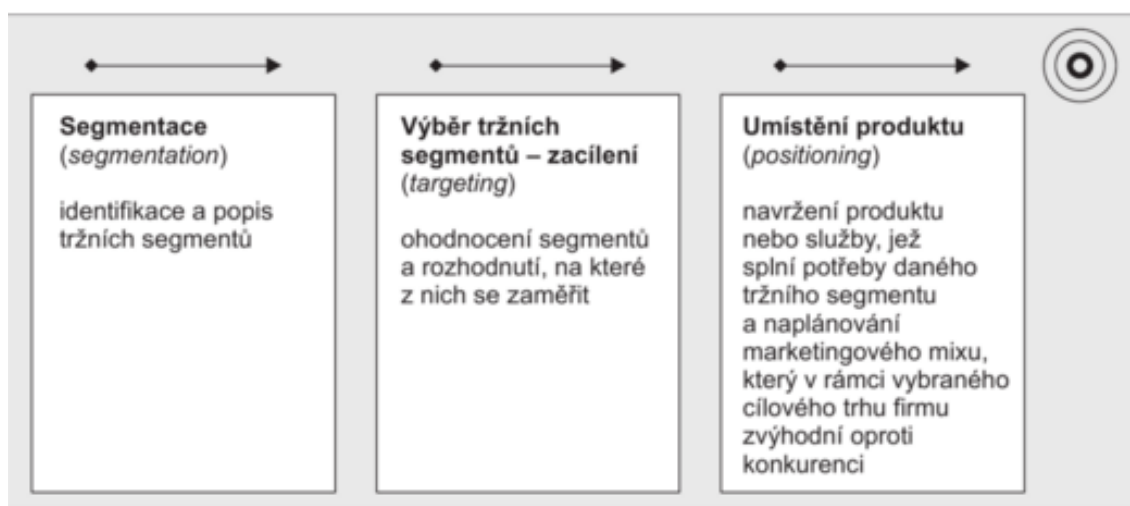 Segmentace
(segmentation)
identifikace a popis
tržních segmentů
Výběr tržních
segmentů – zacílení
(targeting)
ohodnocení segmentů
a rozhodnutí, na které
z nich se zaměřit
Umístění produktu
(positioning)
navržení produktu
nebo služby, jež
splní potřeby daného
tržního segmentu
a naplánování
marketingového mixu,
který v rámci vybraného
cílového trhu firmu
zvýhodní oproti
konkurenci